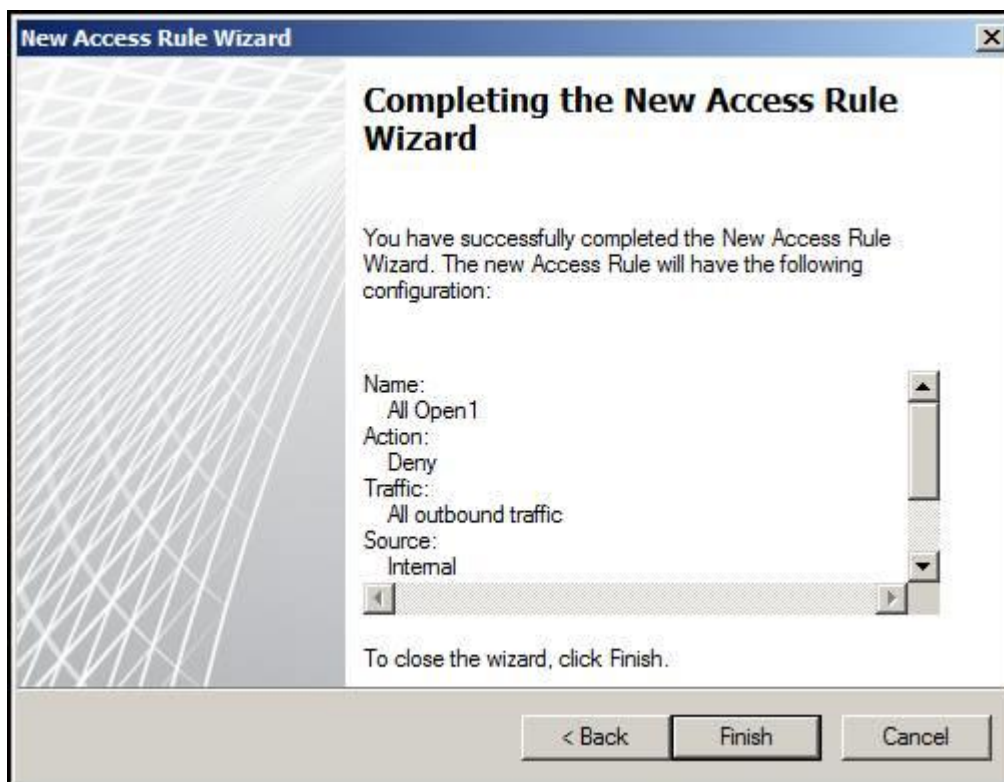 New Access Rule Wizard
Completing the New Access Rule
Wizard
You have successfully completed the New Access Rule
Wizard. The new Access Rule will have the following
configuration:
Name:
All Open1
Action:
Deny
Traffic:
All outbound traffic
Source:
Internal
To close the wizard, click Finish.
< Back
Finish
Cancel